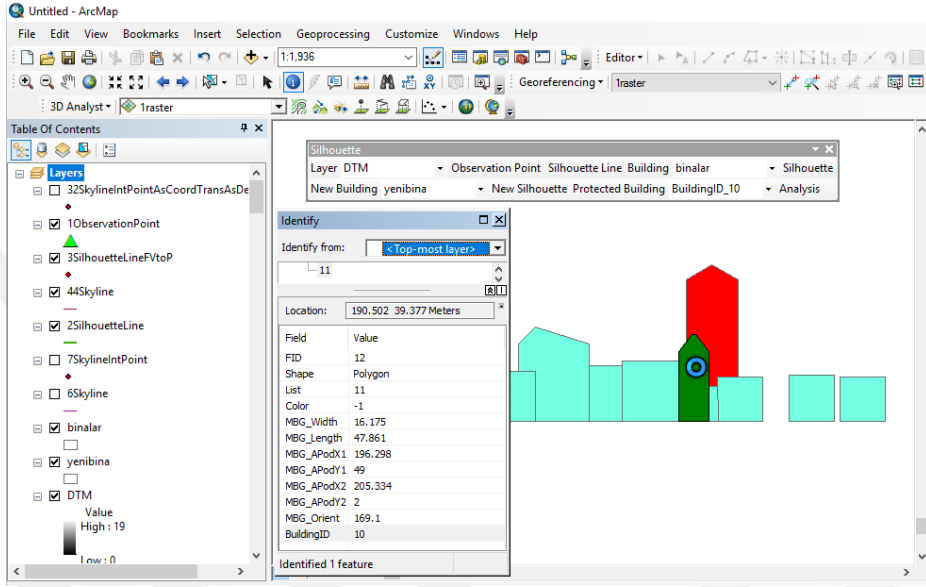 Untitled - ArcMap
File Edit View Bookmarks Insert Selection Geoprocessing Customize Windows Help
1:1,936
Editor
Georeferencing 1raster
3D Analyst 1raster
Table Of Contents
Layers
32SkylineIntPointAsCoordTransAsDe
1ObservationPoint
3SilhouetteLineFVtoP
44Skyline
2SilhouetteLine
7SkylineIntPoint
6Skyline
binalar
yenibina
DTM
Value
High : 19
Low : 0
Silhouette
Layer DTM Observation Point Silhouette Line Building binalar Silhouette
New Building yenibina New Silhouette Protected Building BuildingID_10 Analysis
Identify
Identify from: <Top-most layer>
11
Location: 190.502 39.377 Meters
Field Value
FID 12
Shape Polygon
List 11
Color -1
MBG_Width 16.175
MBG_Length 47.861
MBG_APodX1 196.298
MBG_APodY1 49
MBG_APodX2 205.334
MBG_APodY2 2
MBG_Orient 169.1
BuildingID 10
Identified 1 feature